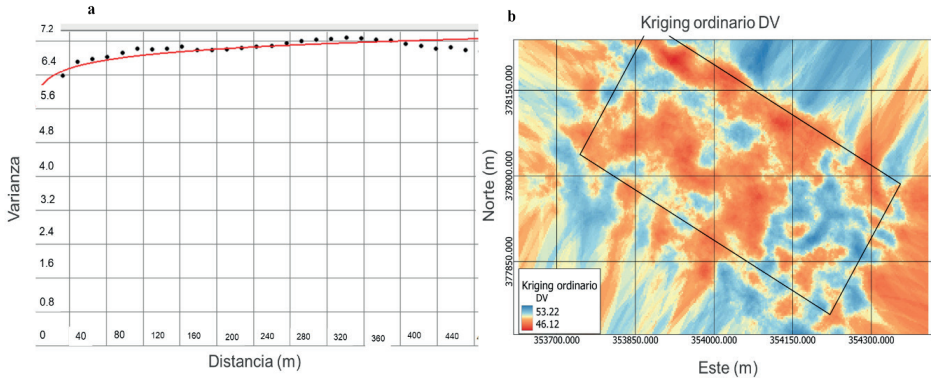 a
7.2
6.4
5.6
4.8
4.0
3.2
2.4
1.6
0.8
Varianza
0 40 80 120 160 200 240 280 320 360 400 440
Distancia (m)
b
Kriging ordinario DV
378150.000
378000.000
377850.000
Norte (m)
Kriging ordinario
DV
53.22
46.12
353700.000 353850.000 354000.000 354150.000 354300.000
Este (m)